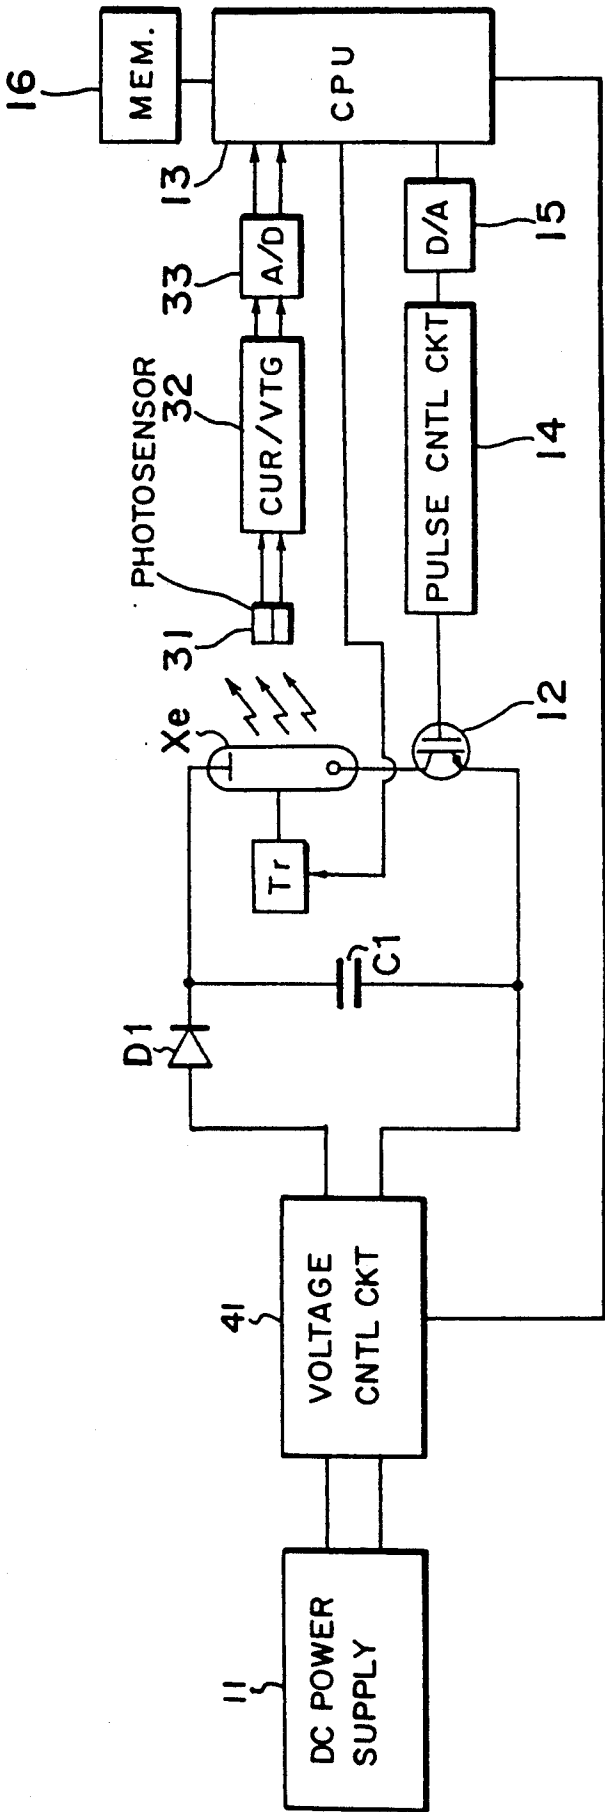 16
MEM.
CPU
13
33
A/D
D/A
15
PHOTOSENSOR
32
CUR/VTG
PULSE CNTL CKT
14
31
Xe
12
Tr
C1
D1
41
VOLTAGE
CNTL CKT
11
DC POWER
SUPPLY